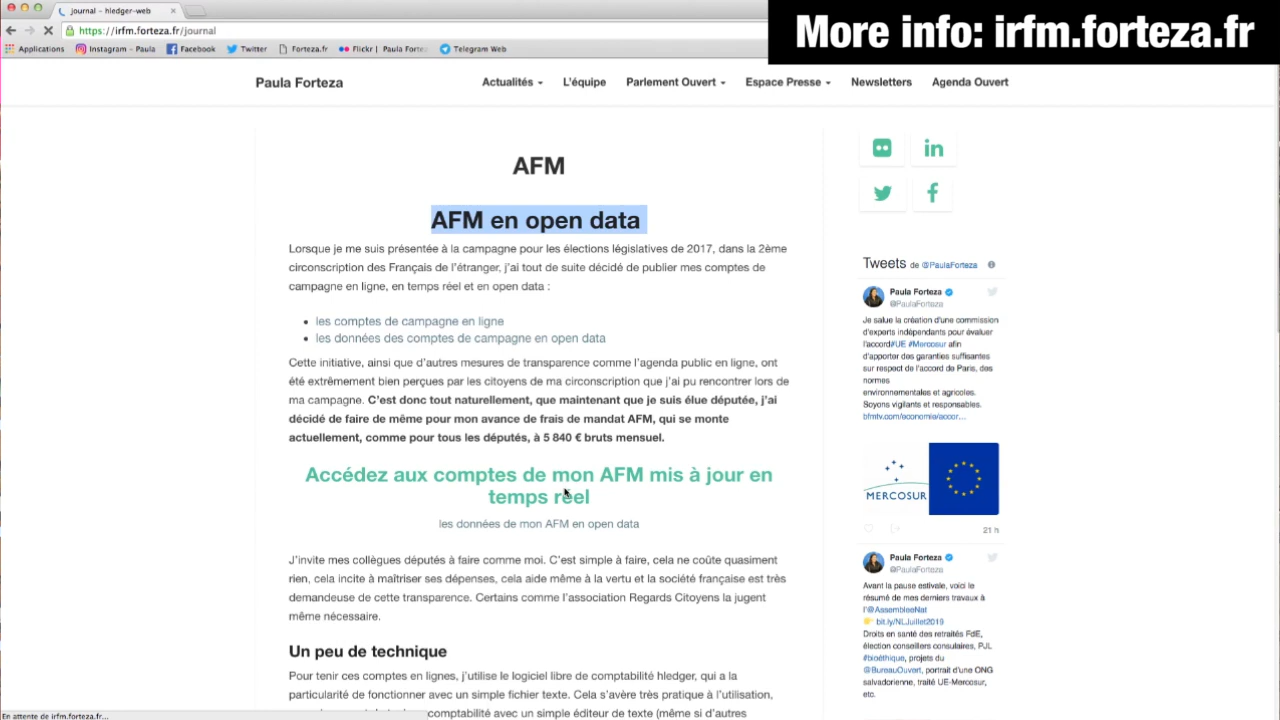 journal - hledger-web
More info: irfm.forteza.fr
https://irfm.forteza.fr/journal
Applications
Instagram - Paula
Facebook
Twitter
Forteza.fr
Flickr | Paula Forte
Telegram Web
Paula Forteza
Actualités
L'équipe
Parlement Ouvert
Espace Presse
Newsletters
Agenda Ouvert
AFM
AFM en open data
Lorsque je me suis présentée à la campagne pour les élections législatives de 2017, dans la 2ème
circonscription des Français de l'étranger, j'ai tout de suite décidé de publier mes comptes de
campagne en ligne, en temps réel et en open data :
les comptes de campagne en ligne
les données des comptes de campagne en open data
Cette initiative, ainsi que d'autres mesures de transparence comme l'agenda public en ligne, ont
été extrêmement bien perçues par les citoyens de ma circonscription que j'ai pu rencontrer lors de
ma campagne. C'est donc tout naturellement, que maintenant que je suis élue députée, j'ai
décidé de faire de même pour mon avance de frais de mandat AFM, qui se monte
actuellement, comme pour tous les députés, à 5 840 € bruts mensuel.
Accédez aux comptes de mon AFM mis à jour en
temps réel
les données de mon AFM en open data
J'invite mes collègues députés à faire comme moi. C'est simple à faire, cela ne coûte quasiment
rien, cela incite à maîtriser ses dépenses, cela aide même à la vertu et la société française est très
demandeuse de cette transparence. Certains comme l'association Regards Citoyens la jugent
même nécessaire.
Un peu de technique
Pour tenir ces comptes en lignes, j'utilise le logiciel libre de comptabilité hledger, qui a la
particularité de fonctionner avec un simple fichier texte. Cela s'avère très pratique à l'utilisation,
comptabilité avec un simple éditeur de texte (même si d'autres
En attente de irfm.forteza.fr...
Tweets de @PaulaForteza
Paula Forteza
@PaulaForteza
Je salue la création d'une commission
d'experts indépendants pour évaluer
l'accord#UE #Mercosur afin
d'apporter des garanties suffisantes
sur respect de l'accord de Paris, des
normes
environnementales et agricoles.
Soyons vigilants et responsables.
bfmtv.com/economie/accor…
MERCOSUR
21 h
Paula Forteza
@PaulaForteza
Avant la pause estivale, voici le
résumé de mes derniers travaux à
l'@AssembleeNat
👉 bit.ly/NLJuillet2019
Droits en santé des retraités FdE,
élection conseillers consulaires, PJL
#bioéthique, projets du
@BureauOuvert, portrait d'une ONG
salvadorienne, traité UE-Mercosur,
etc.